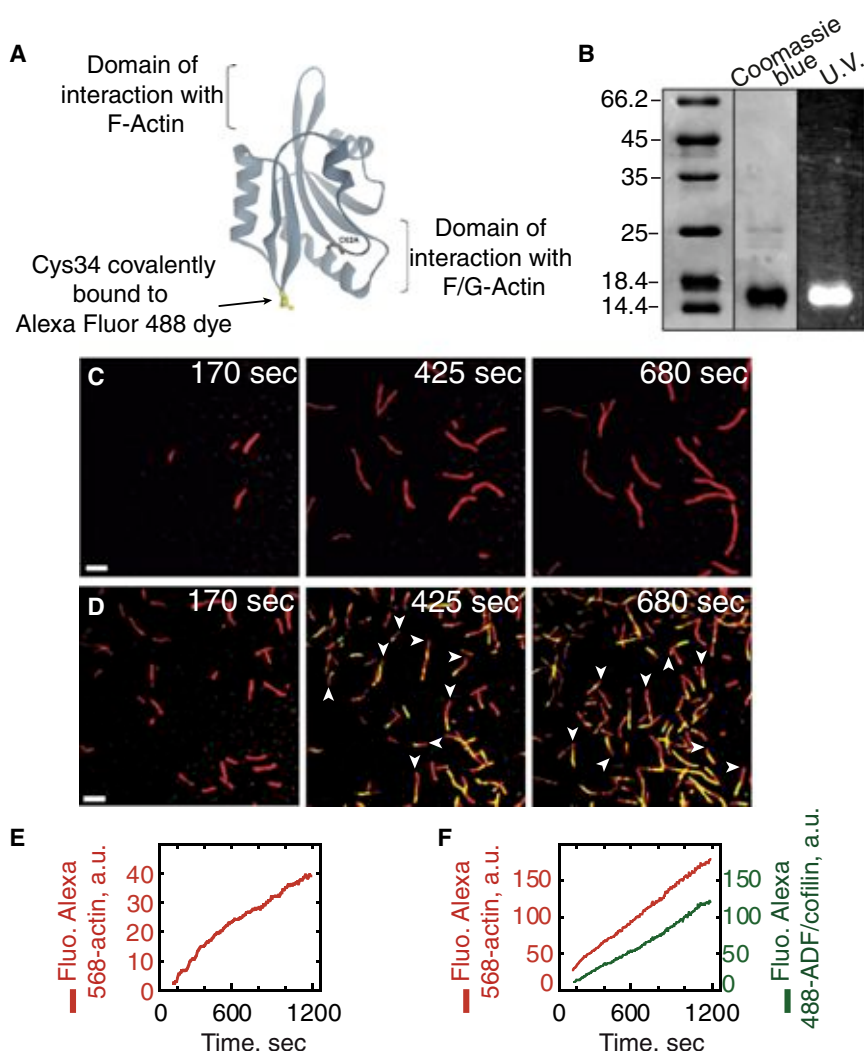 A
Domain of
interaction with
F-Actin
C62A
Domain of
interaction with
F/G-Actin
Cys34 covalently
bound to
Alexa Fluor 488 dye
B
Coomassie
blue
U.V.
66.2
45
35
25
18.4
14.4
C
170 sec
425 sec
680 sec
D
170 sec
425 sec
680 sec
E
Fluo. Alexa
568-actin, a.u.
40
30
20
10
0
0
600
1200
Time, sec
F
Fluo. Alexa
568-actin, a.u.
150
100
50
0
150
100
50
0
Fluo. Alexa
488-ADF/cofilin, a.u.
0
600
1200
Time, sec